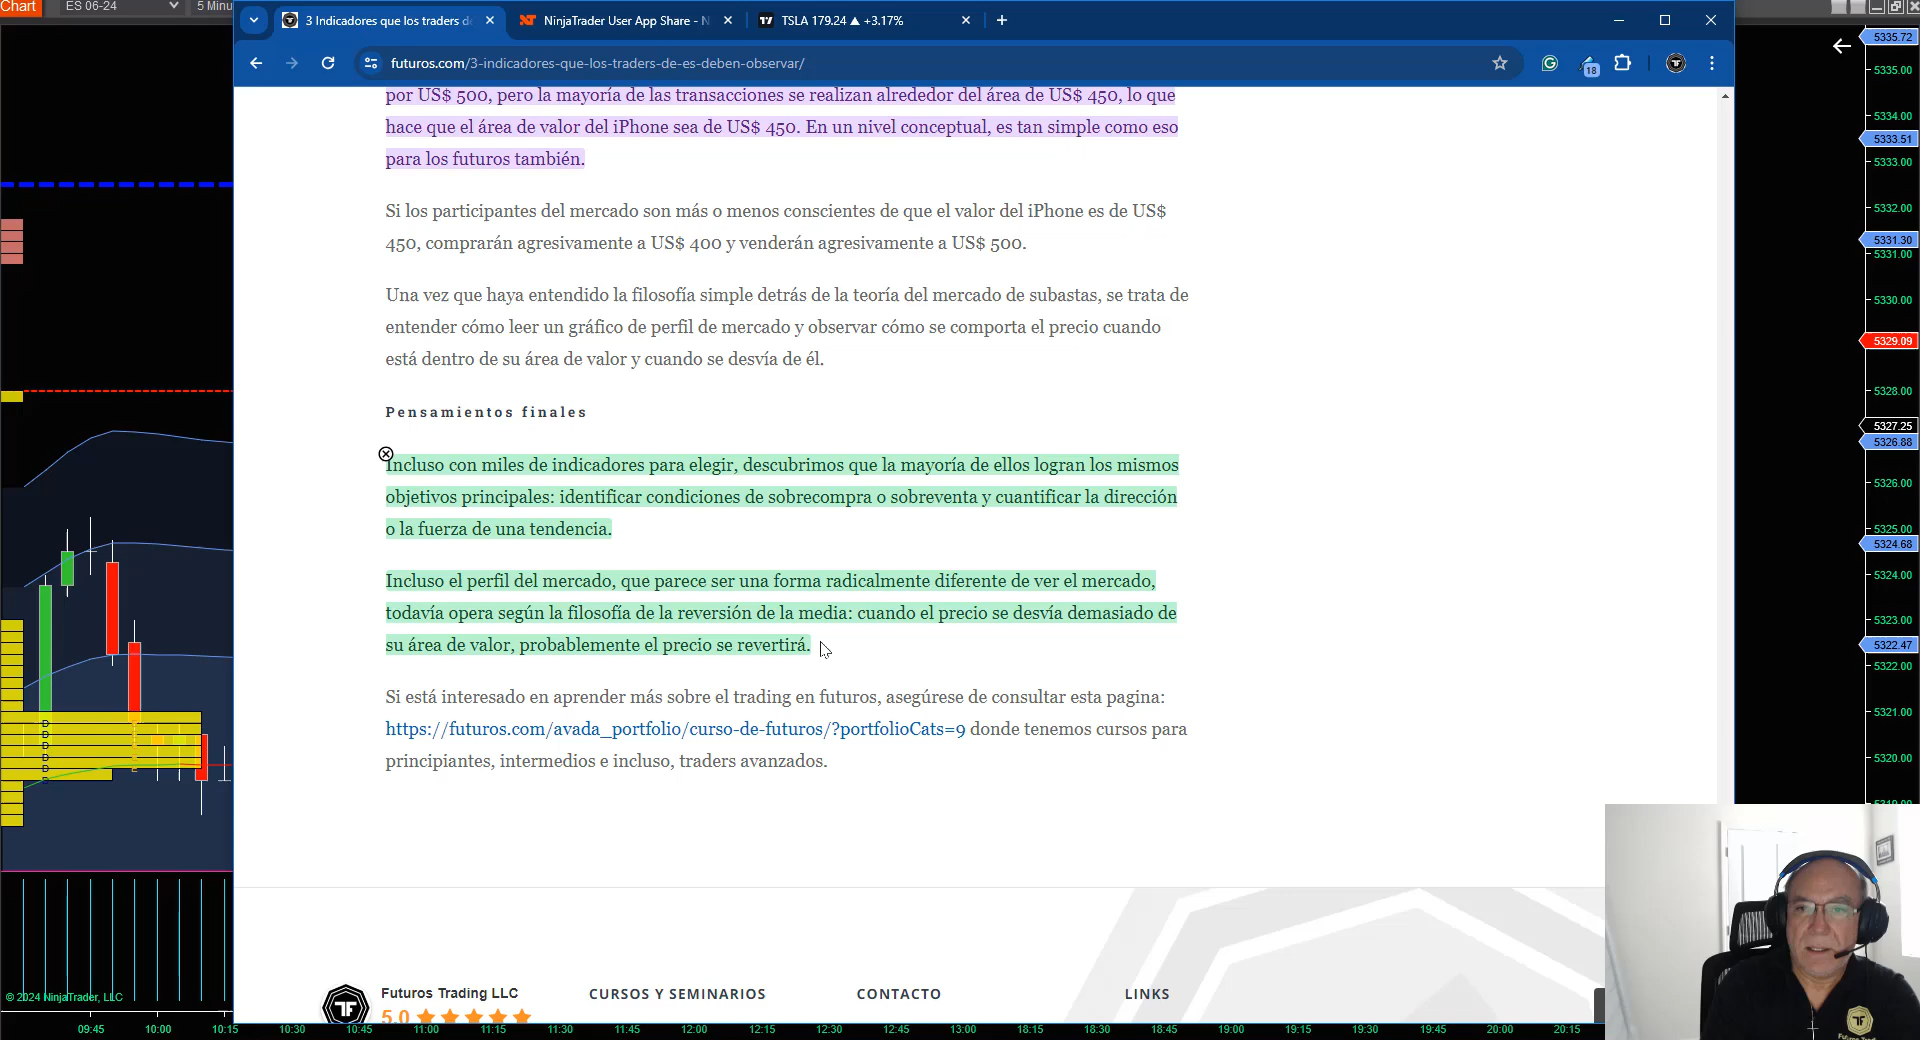 Chart
ES 06-24
5 Minu
3 Indicadores que los traders de
NinjaTrader User App Share - N
TSLA 179.24 ▲ +3.17%
futuros.com/3-indicadores-que-los-traders-de-es-deben-observar/
18
por US$ 500, pero la mayoría de las transacciones se realizan alrededor del área de US$ 450, lo que
hace que el área de valor del iPhone sea de US$ 450. En un nivel conceptual, es tan simple como eso
para los futuros también.
Si los participantes del mercado son más o menos conscientes de que el valor del iPhone es de US$
450, comprarán agresivamente a US$ 400 y venderán agresivamente a US$ 500.
Una vez que haya entendido la filosofía simple detrás de la teoría del mercado de subastas, se trata de
entender cómo leer un gráfico de perfil de mercado y observar cómo se comporta el precio cuando
está dentro de su área de valor y cuando se desvía de él.
Pensamientos finales
Incluso con miles de indicadores para elegir, descubrimos que la mayoría de ellos logran los mismos
objetivos principales: identificar condiciones de sobrecompra o sobreventa y cuantificar la dirección
o la fuerza de una tendencia.
Incluso el perfil del mercado, que parece ser una forma radicalmente diferente de ver el mercado,
todavía opera según la filosofía de la reversión de la media: cuando el precio se desvía demasiado de
su área de valor, probablemente el precio se revertirá.
Si está interesado en aprender más sobre el trading en futuros, asegúrese de consultar esta pagina:
https://futuros.com/avada_portfolio/curso-de-futuros/?portfolioCats=9 donde tenemos cursos para
principiantes, intermedios e incluso, traders avanzados.
Futuros Trading LLC
5.0
CURSOS Y SEMINARIOS
CONTACTO
LINKS
5335.72
5335.00
5334.00
5333.51
5333.00
5332.00
5331.30
5331.00
5330.00
5329.09
5328.00
5327.25
5326.88
5326.00
5325.00
5324.68
5324.00
5323.00
5322.47
5322.00
5321.00
5320.00
D
D
D
D
D
D
© 2024 NinjaTrader, LLC
09:45 10:00 10:15 10:30 10:45 11:00 11:15 11:30 11:45 12:00 12:15 12:30 12:45 13:00 18:15 18:30 18:45 19:00 19:15 19:30 19:45 20:00 20:15
TF